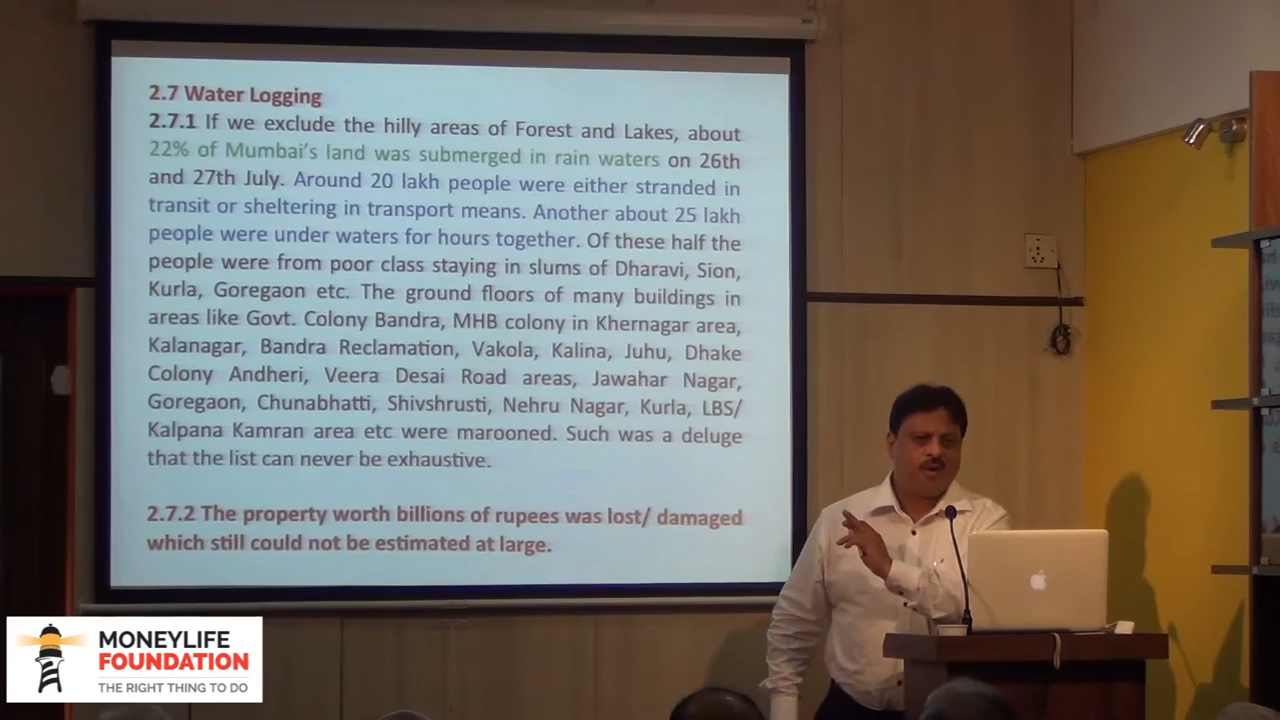 2.7 Water Logging
2.7.1 If we exclude the hilly areas of Forest and Lakes, about
22% of Mumbai's land was submerged in rain waters on 26th
and 27th July. Around 20 lakh people were either stranded in
transit or sheltering in transport means. Another about 25 lakh
people were under waters for hours together. Of these half the
people were from poor class staying in slums of Dharavi, Sion,
Kurla, Goregaon etc. The ground floors of many buildings in
areas like Govt. Colony Bandra, MHB colony in Khernagar area,
Kalanagar, Bandra Reclamation, Vakola, Kalina, Juhu, Dhake
Colony Andheri, Veera Desai Road areas, Jawahar Nagar,
Goregaon, Chunabhatti, Shivshrusti, Nehru Nagar, Kurla, LBS/
Kalpana Kamran area etc were marooned. Such was a deluge
that the list can never be exhaustive.
2.7.2 The property worth billions of rupees was lost/ damaged
which still could not be estimated at large.
MONEYLIFE
FOUNDATION
THE RIGHT THING TO DO